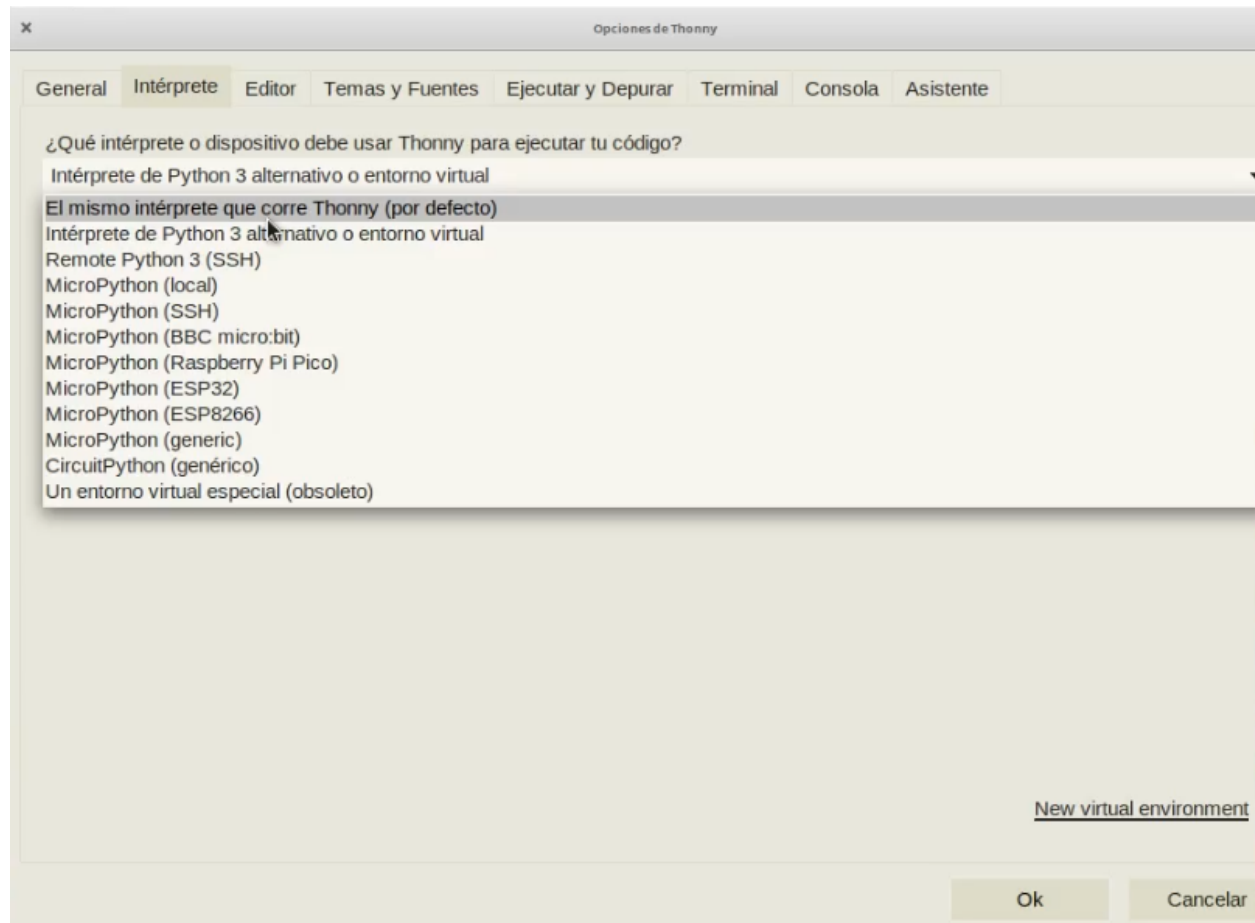 Opciones de Thonny
General Intérprete Editor Temas y Fuentes Ejecutar y Depurar Terminal Consola Asistente
¿Qué intérprete o dispositivo debe usar Thonny para ejecutar tu código?
Intérprete de Python 3 alternativo o entorno virtual
El mismo intérprete que corre Thonny (por defecto)
Intérprete de Python 3 alternativo o entorno virtual
Remote Python 3 (SSH)
MicroPython (local)
MicroPython (SSH)
MicroPython (BBC micro:bit)
MicroPython (Raspberry Pi Pico)
MicroPython (ESP32)
MicroPython (ESP8266)
MicroPython (generic)
CircuitPython (genérico)
Un entorno virtual especial (obsoleto)
New virtual environment
Ok Cancelar